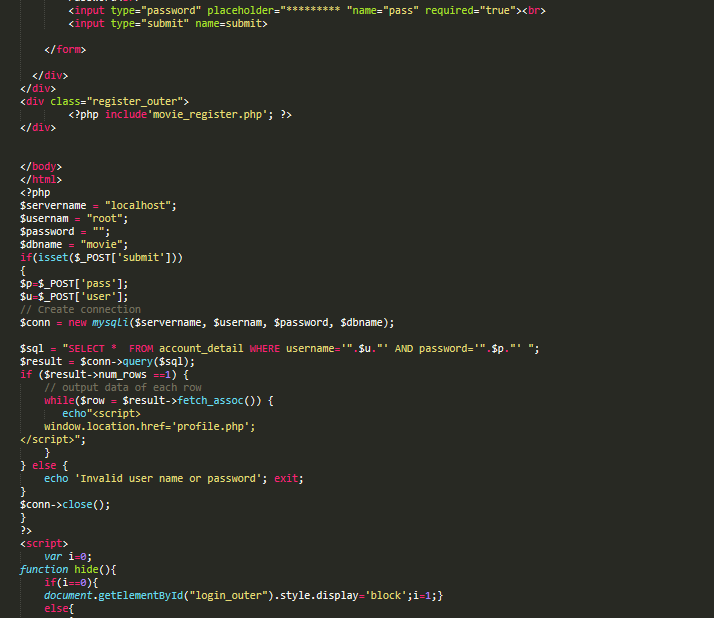 <input type="password" placeholder="********* "name="pass" required="true"><br>
<input type="submit" name=submit>
</form>
</div>
</div>
<div class="register_outer">
<?php include'movie_register.php'; ?>
</div>
</body>
</html>
<?php
$servername = "localhost";
$usernam = "root";
$password = "";
$dbname = "movie";
if(isset($_POST['submit']))
{
$p=$_POST['pass'];
$u=$_POST['user'];
// Create connection
$conn = new mysqli($servername, $usernam, $password, $dbname);
$sql = "SELECT *  FROM account_detail WHERE username='".$u."' AND password='".$p."' ";
$result = $conn->query($sql);
if ($result->num_rows ==1) {
// output data of each row
while($row = $result->fetch_assoc()) {
echo"<script>
window.location.href='profile.php';
</script>";
}
} else {
echo 'Invalid user name or password'; exit;
}
$conn->close();
}
?>
<script>
var i=0;
function hide(){
if(i==0){
document.getElementById("login_outer").style.display='block';i=1;}
else{